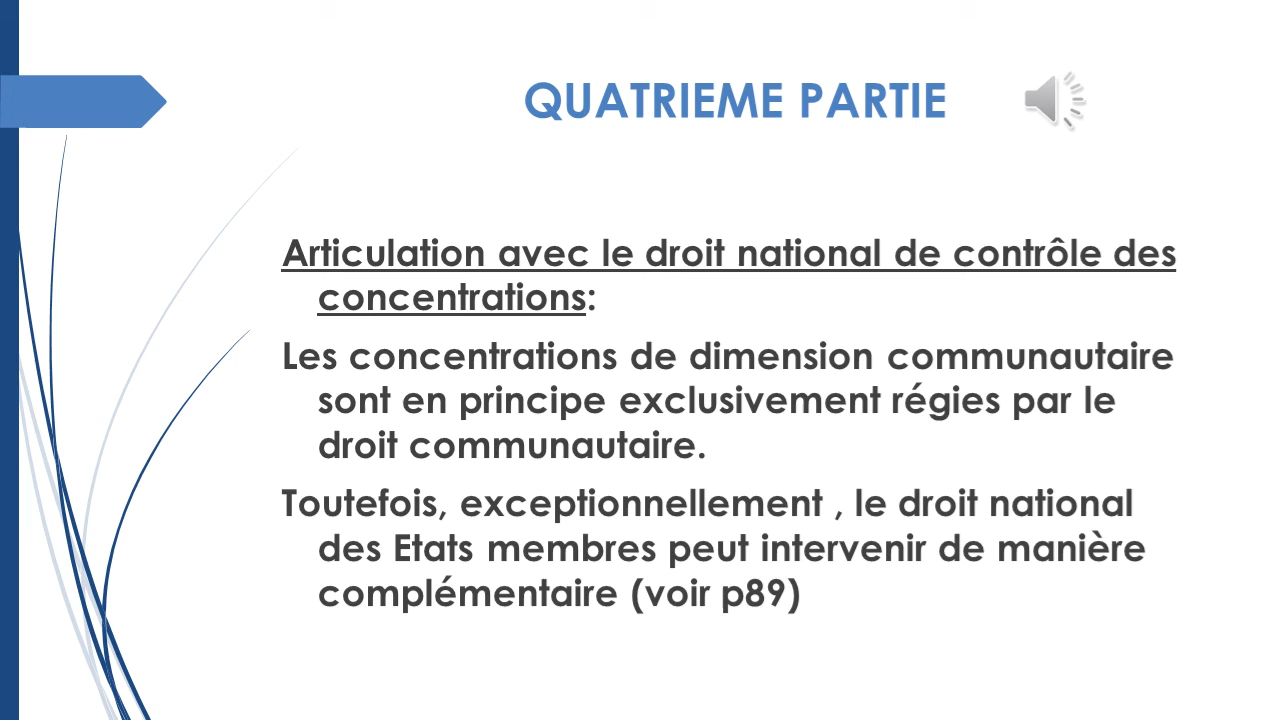 QUATRIEME PARTIE
Articulation avec le droit national de contrôle des
concentrations:
Les concentrations de dimension communautaire
sont en principe exclusivement régies par le
droit communautaire.
Toutefois, exceptionnellement , le droit national
des Etats membres peut intervenir de manière
complémentaire (voir p89)